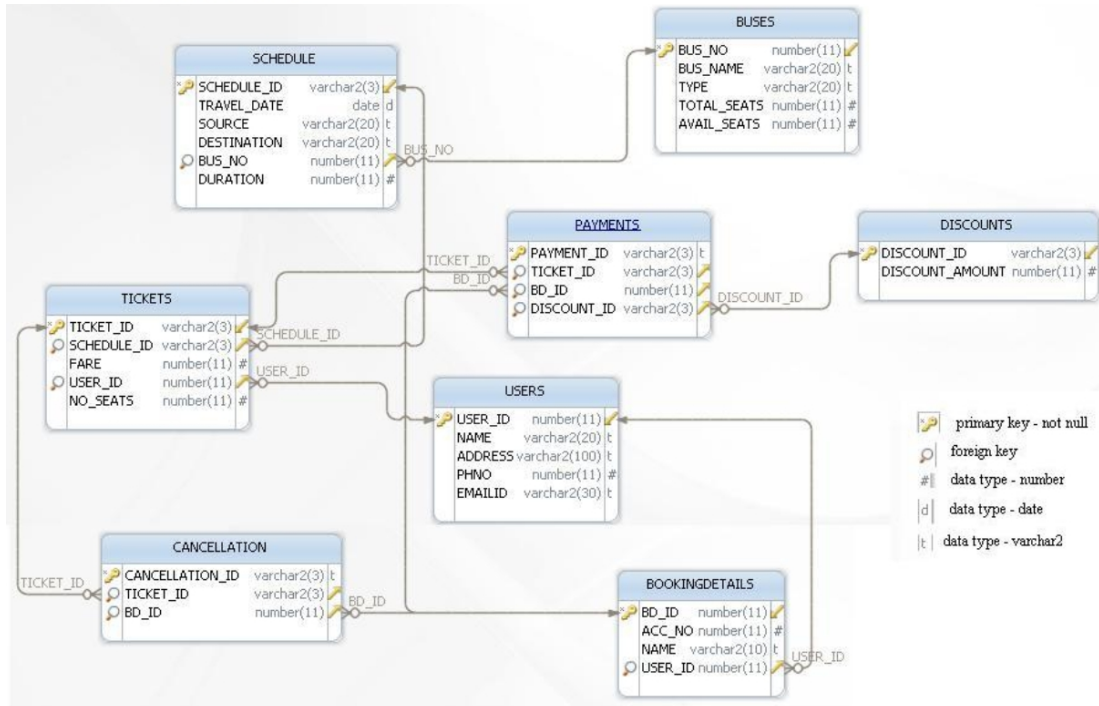 BUSES
BUS_NO number(11)
BUS_NAME varchar2(20) t
TYPE varchar2(20) t
TOTAL_SEATS number(11) #
AVAIL_SEATS number(11) #
SCHEDULE
SCHEDULE_ID varchar2(3)
TRAVEL_DATE date d
SOURCE varchar2(20) t
DESTINATION varchar2(20) t
BUS_NO number(11)
DURATION number(11) #
BUS_NO
PAYMENTS
PAYMENT_ID varchar2(3) t
TICKET_ID varchar2(3)
BD_ID number(11)
DISCOUNT_ID varchar2(3)
TICKET_ID
BD_ID
DISCOUNT_ID
DISCOUNTS
DISCOUNT_ID varchar2(3)
DISCOUNT_AMOUNT number(11) #
TICKETS
TICKET_ID varchar2(3)
SCHEDULE_ID varchar2(3)
FARE number(11) #
USER_ID number(11)
NO_SEATS number(11) #
SCHEDULE_ID
USER_ID
USERS
USER_ID number(11)
NAME varchar2(20) t
ADDRESS varchar2(100) t
PHNO number(11) #
EMAILID varchar2(30) t
primary key - not null
foreign key
# data type - number
d data type - date
t data type - varchar2
CANCELLATION
CANCELLATION_ID varchar2(3) t
TICKET_ID varchar2(3)
BD_ID number(11)
TICKET_ID
BD_ID
BOOKINGDETAILS
BD_ID number(11)
ACC_NO number(11) #
NAME varchar2(10) t
USER_ID number(11)
USER_ID